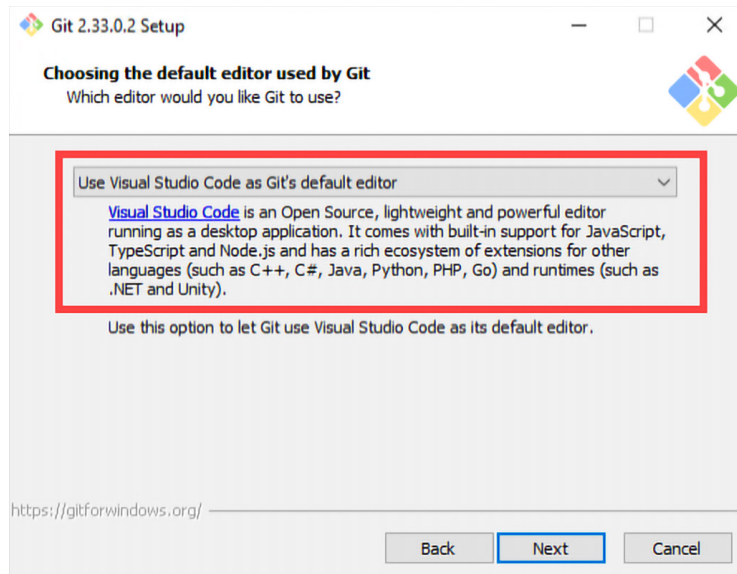 Git 2.33.0.2 Setup
Choosing the default editor used by Git
Which editor would you like Git to use?
Use Visual Studio Code as Git's default editor
Visual Studio Code is an Open Source, lightweight and powerful editor
running as a desktop application. It comes with built-in support for JavaScript,
TypeScript and Node.js and has a rich ecosystem of extensions for other
languages (such as C++, C#, Java, Python, PHP, Go) and runtimes (such as
.NET and Unity).
Use this option to let Git use Visual Studio Code as its default editor.
https://gitforwindows.org/
Back Next Cancel